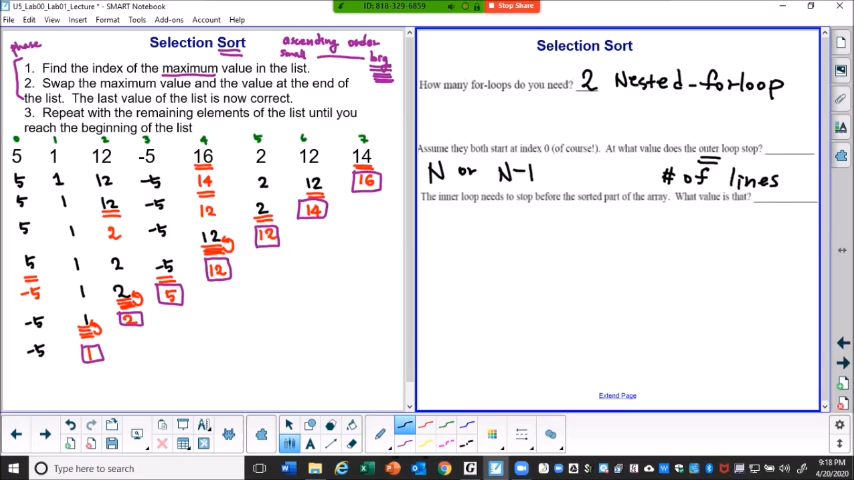 U5_Lab00_Lab01_Lecture * - SMART Notebook
ID: 818-329-6859
Stop Share
File Edit View Insert Format Tools Add-ons Account Help
phase
Selection Sort
ascending order
small big
1. Find the index of the maximum value in the list.
2. Swap the maximum value and the value at the end of
the list. The last value of the list is now correct.
3. Repeat with the remaining elements of the list until you
reach the beginning of the list
0 1 2 3 4 5 6 7
5 1 12 -5 16 2 12 14
5 1 12 -5 14 2 12 16
5 1 12 -5 12 2 14
5 1 2 -5 12 12
5 1 2 -5 12
-5 1 2 5
-5 1 2
-5 1
Selection Sort
How many for-loops do you need? 2 Nested-forloop
Assume they both start at index 0 (of course!). At what value does the outer loop stop?
N or N-1 # of lines
The inner loop needs to stop before the sorted part of the array. What value is that?
Extend Page
Type here to search
9:18 PM
4/20/2020